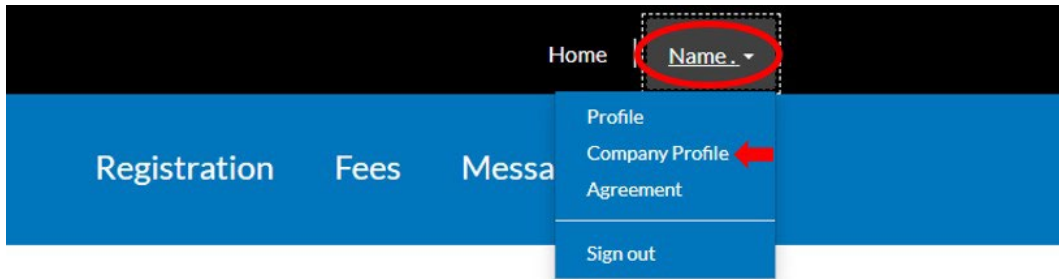 Home | Name . 
Profile
Company Profile
Agreement
Registration Fees Messa
Sign out